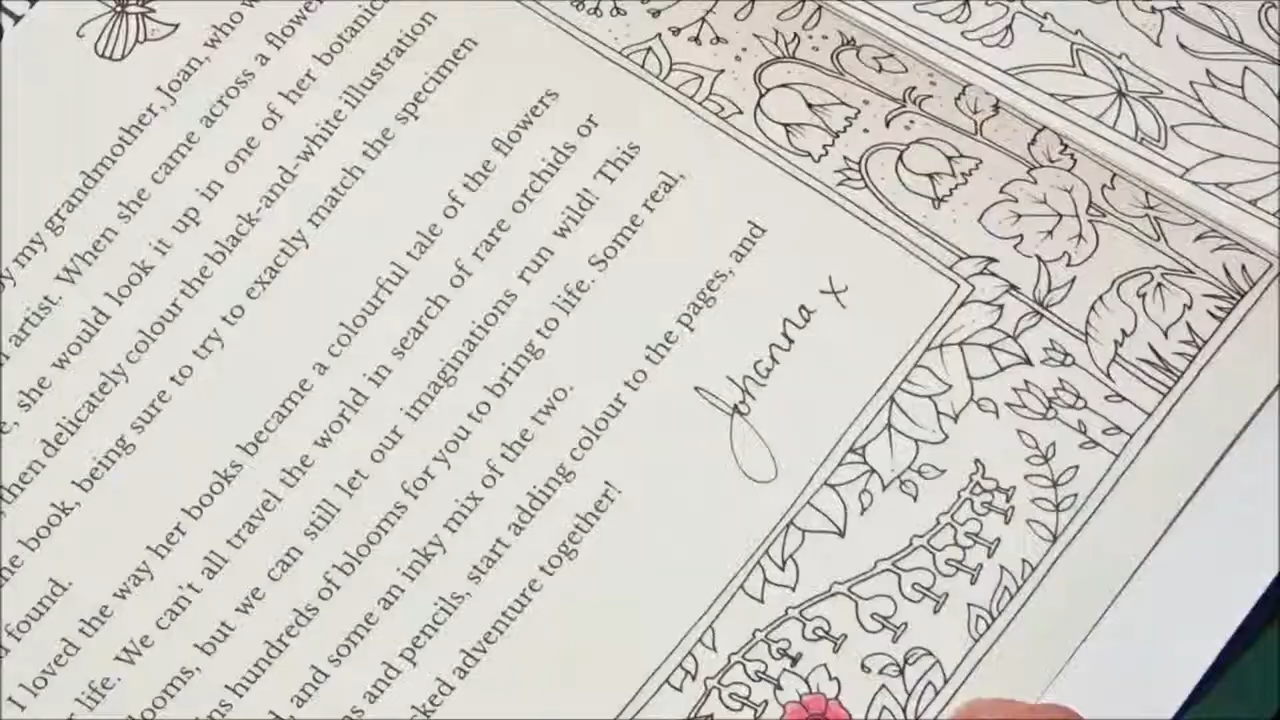 by my grandmother, Joan, who
artist. When she came across a flower
she would look it up in one of her botanica
then delicately colour the black-and-white illustration
book, being sure to try to exactly match the specimen
found.
I loved the way her books became a colourful tale of the flowers
life. We can't all travel the world in search of rare orchids or
looms, but we can still let our imaginations run wild! This
ins hundreds of blooms for you to bring to life. Some real,
and some an inky mix of the two.
and pencils, start adding colour to the pages, and
cked adventure together!
Johanna x